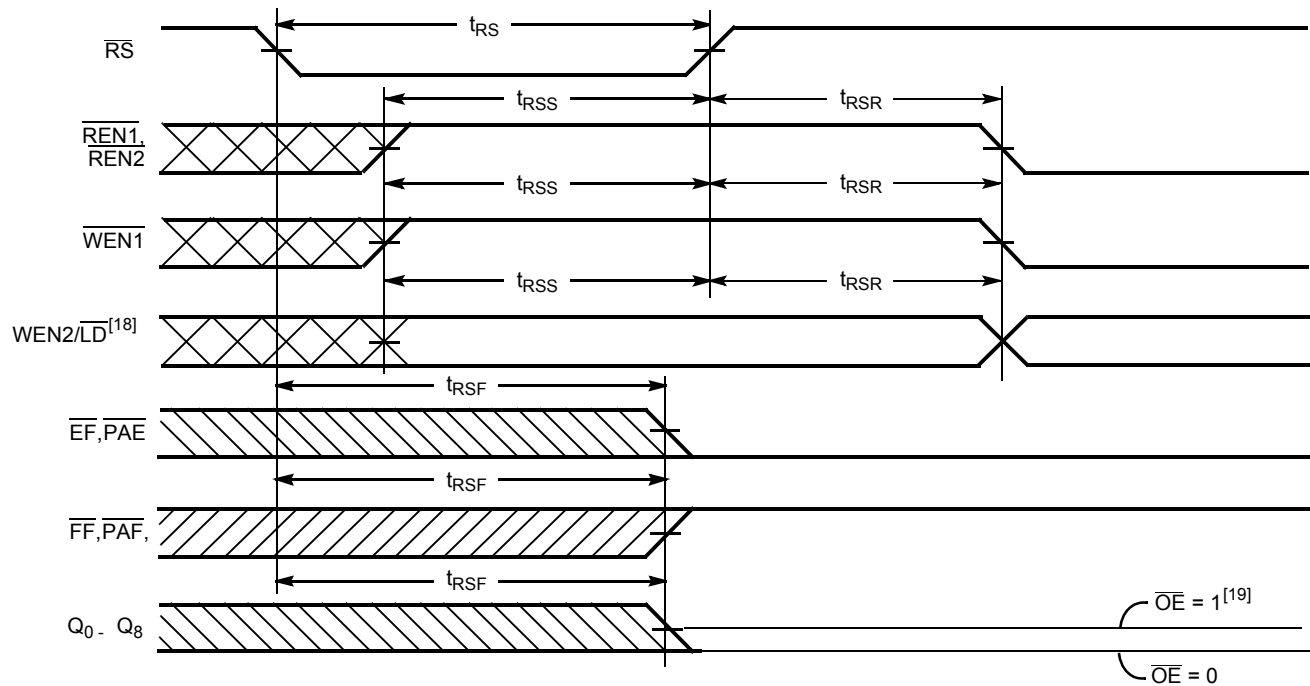 tRS
RS
tRSS
tRSR
REN1,
REN2
tRSS
tRSR
WEN1
tRSS
tRSR
WEN2/LD[18]
tRSF
EF,PAE
tRSF
FF,PAF,
tRSF
OE = 1[19]
Q0 - Q8
OE = 0